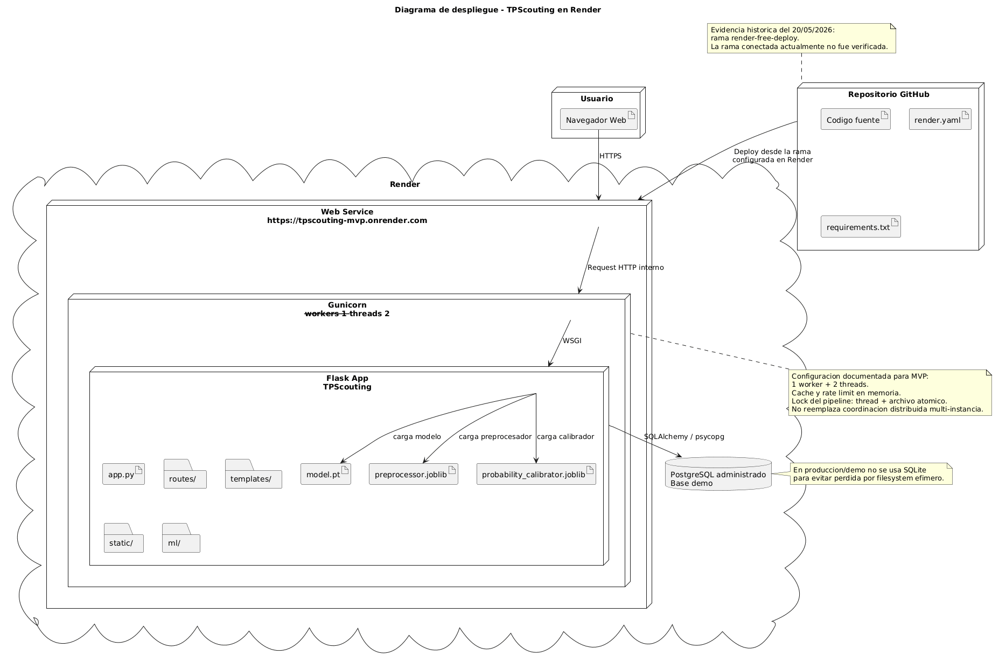 Diagrama de despliegue - TPScouting en Render
Evidencia historica del 20/05/2026:
rama render-free-deploy.
La rama conectada actualmente no fue verificada.
Usuario
Navegador Web
Repositorio GitHub
Codigo fuente
render.yaml
requirements.txt
HTTPS
Deploy desde la rama
configurada en Render
Render
Web Service
https://tpscouting-mvp.onrender.com
Request HTTP interno
Gunicorn
workers 1 threads 2
WSGI
Configuracion documentada para MVP:
1 worker + 2 threads.
Cache y rate limit en memoria.
Lock del pipeline: thread + archivo atomico.
No reemplaza coordinacion distribuida multi-instancia.
Flask App
TPScouting
carga modelo
carga preprocesador
carga calibrador
SQLAlchemy / psycopg
app.py
routes/
templates/
model.pt
preprocessor.joblib
probability_calibrator.joblib
PostgreSQL administrado
Base demo
En produccion/demo no se usa SQLite
para evitar perdida por filesystem efimero.
static/
ml/